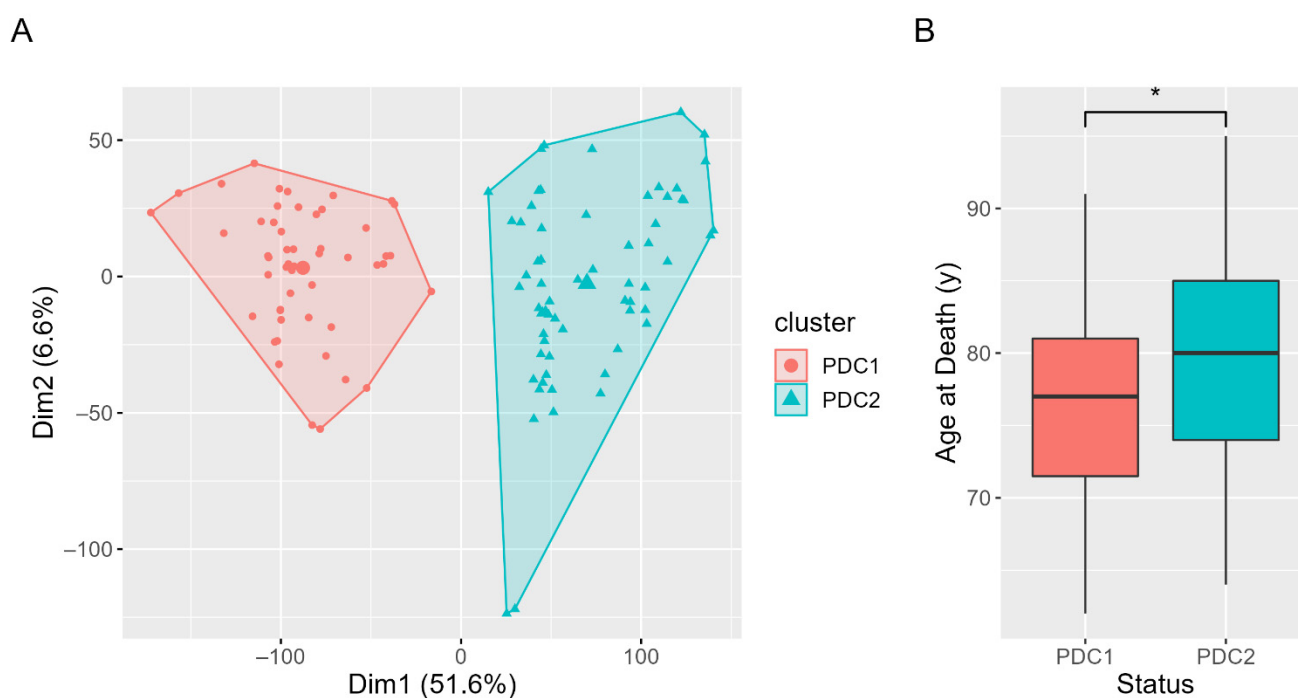 A
Dim2 (6.6%)
50
0
−50
−100
−100
0
100
Dim1 (51.6%)
cluster
PDC1
PDC2
B
*
Age at Death (y)
90
80
70
PDC1
PDC2
Status